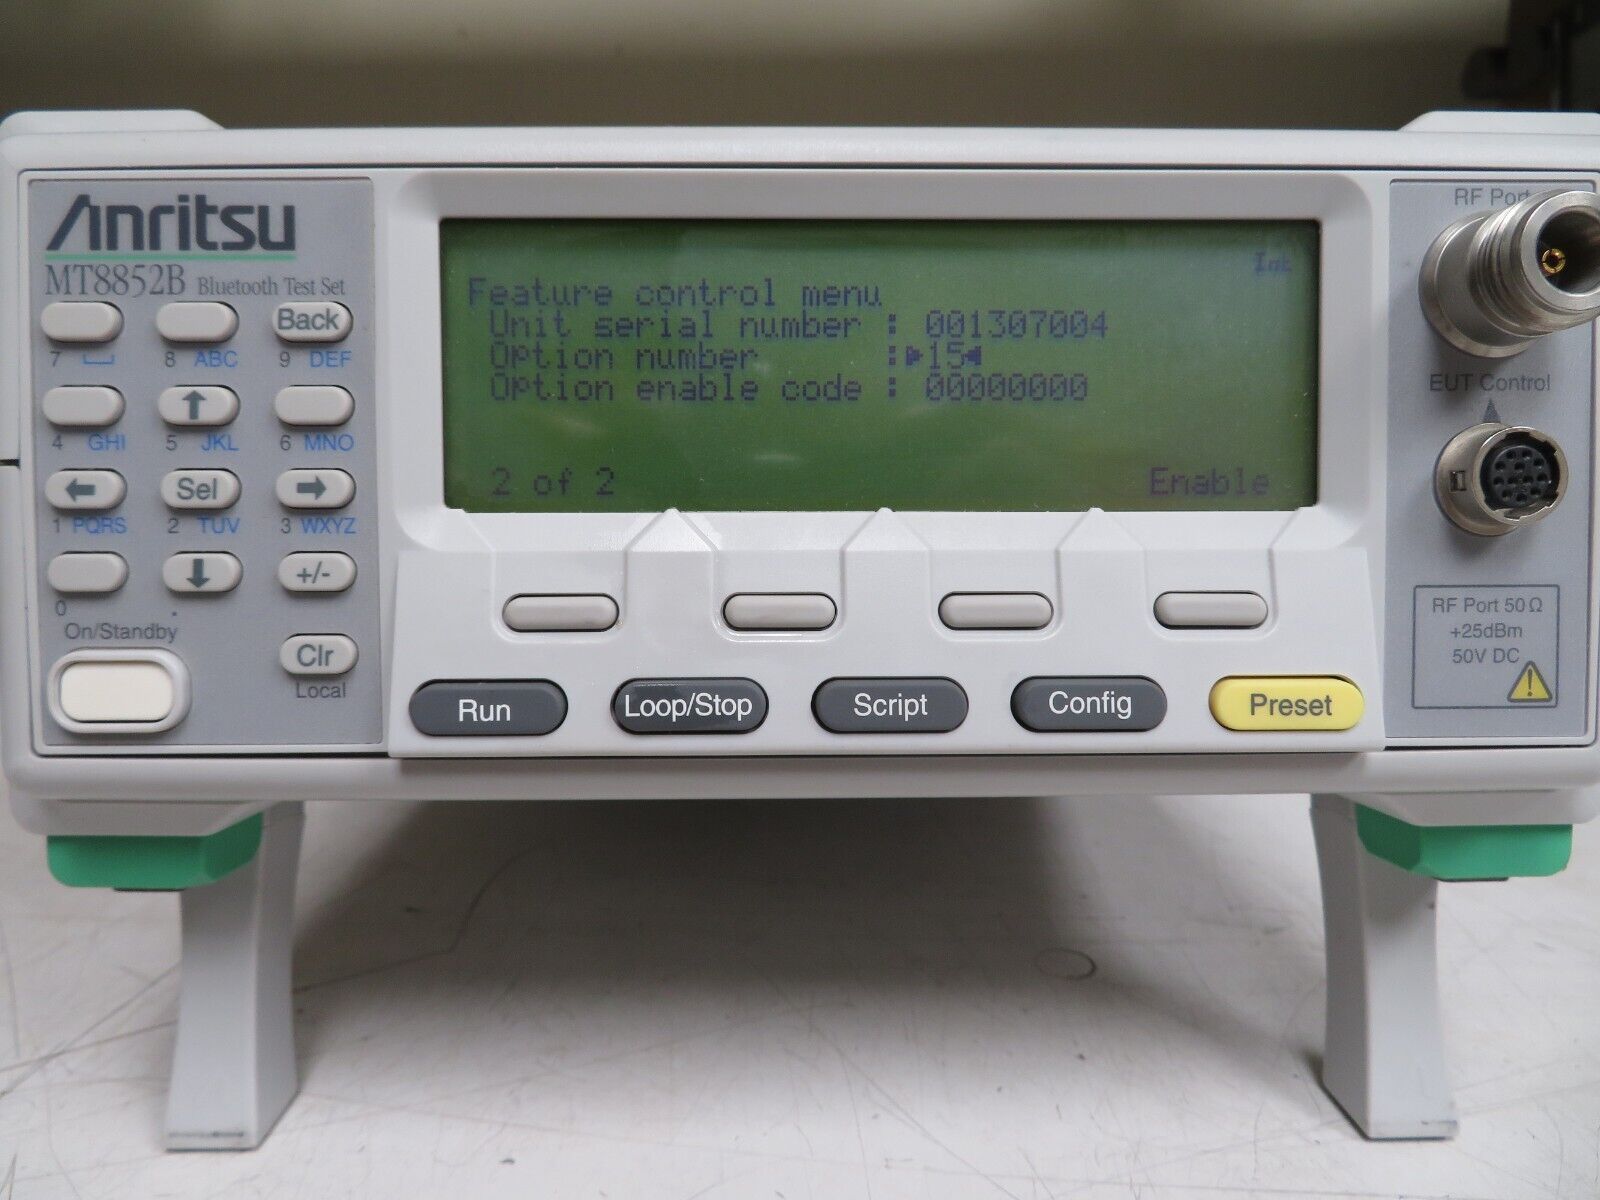 Anritsu
MT8852B Bluetooth Test Set
Back
7 8 ABC 9 DEF
4 GHI 5 JKL 6 MNO
Sel
1 PQRS 2 TUV 3 WXYZ
+/-
0 .
On/Standby
Clr
Local
Int
Feature control menu
Unit serial number : 001307004
Option number : 15
Option enable code : 00000000
2 of 2 Enable
Run Loop/Stop Script Config Preset
RF Port
EUT Control
RF Port 50Ω
+25dBm
50V DC